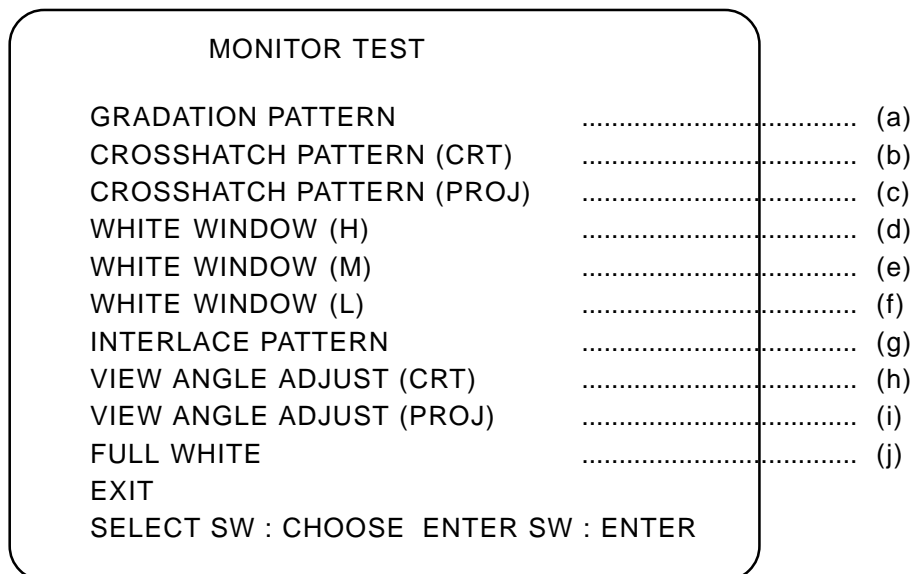 MONITOR TEST
GRADATION PATTERN ..................................... (a)
CROSSHATCH PATTERN (CRT) ..................................... (b)
CROSSHATCH PATTERN (PROJ) ..................................... (c)
WHITE WINDOW (H) ..................................... (d)
WHITE WINDOW (M) ..................................... (e)
WHITE WINDOW (L) ..................................... (f)
INTERLACE PATTERN ..................................... (g)
VIEW ANGLE ADJUST (CRT) ..................................... (h)
VIEW ANGLE ADJUST (PROJ) ..................................... (i)
FULL WHITE ..................................... (j)
EXIT
SELECT SW : CHOOSE ENTER SW : ENTER